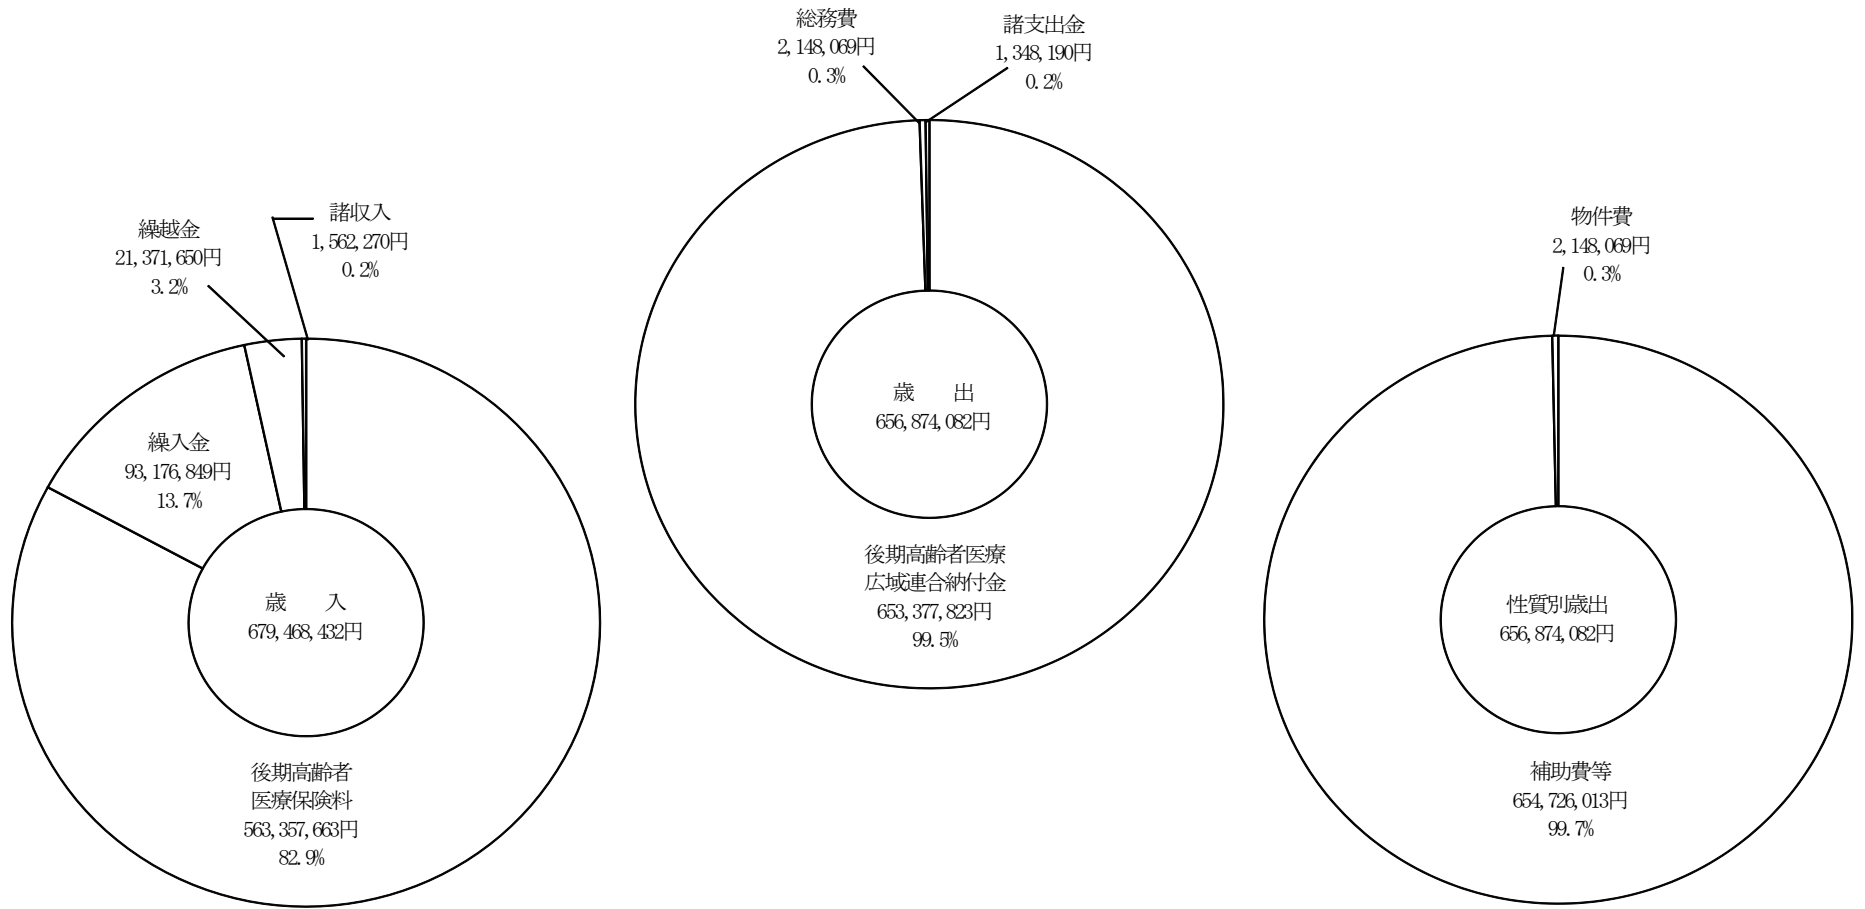 諸収入
1,562,270円
0.2%
繰越金
21,371,650円
3.2%
繰入金
93,176,849円
13.7%
歳　入
679,468,432円
後期高齢者
医療保険料
563,357,663円
82.9%
総務費
2,148,069円
0.3%
諸支出金
1,348,190円
0.2%
歳　出
656,874,082円
後期高齢者医療
広域連合納付金
653,377,823円
99.5%
物件費
2,148,069円
0.3%
性質別歳出
656,874,082円
補助費等
654,726,013円
99.7%